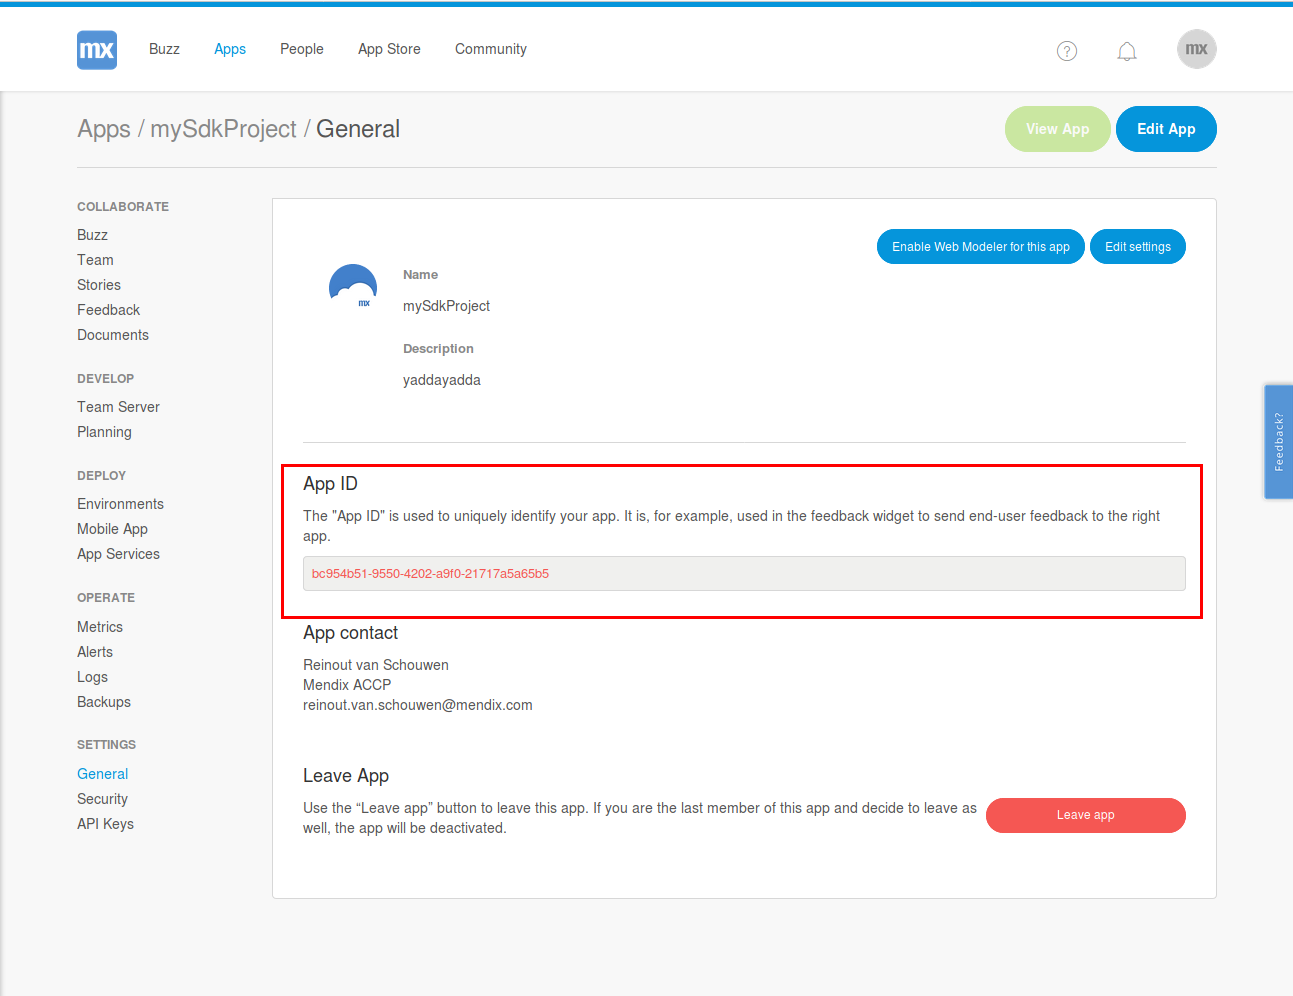 mx Buzz Apps People App Store Community ? mx
Apps / mySdkProject / General View App Edit App
COLLABORATE
Buzz
Team
Stories
Feedback
Documents
DEVELOP
Team Server
Planning
DEPLOY
Environments
Mobile App
App Services
OPERATE
Metrics
Alerts
Logs
Backups
SETTINGS
General
Security
API Keys
Enable Web Modeler for this app Edit settings
mx
Name
mySdkProject
Description
yaddayadda
App ID
The "App ID" is used to uniquely identify your app. It is, for example, used in the feedback widget to send end-user feedback to the right
app.
bc954b51-9550-4202-a9f0-21717a5a65b5
App contact
Reinout van Schouwen
Mendix ACCP
reinout.van.schouwen@mendix.com
Leave App
Use the “Leave app” button to leave this app. If you are the last member of this app and decide to leave as
well, the app will be deactivated.
Leave app
Feedback?